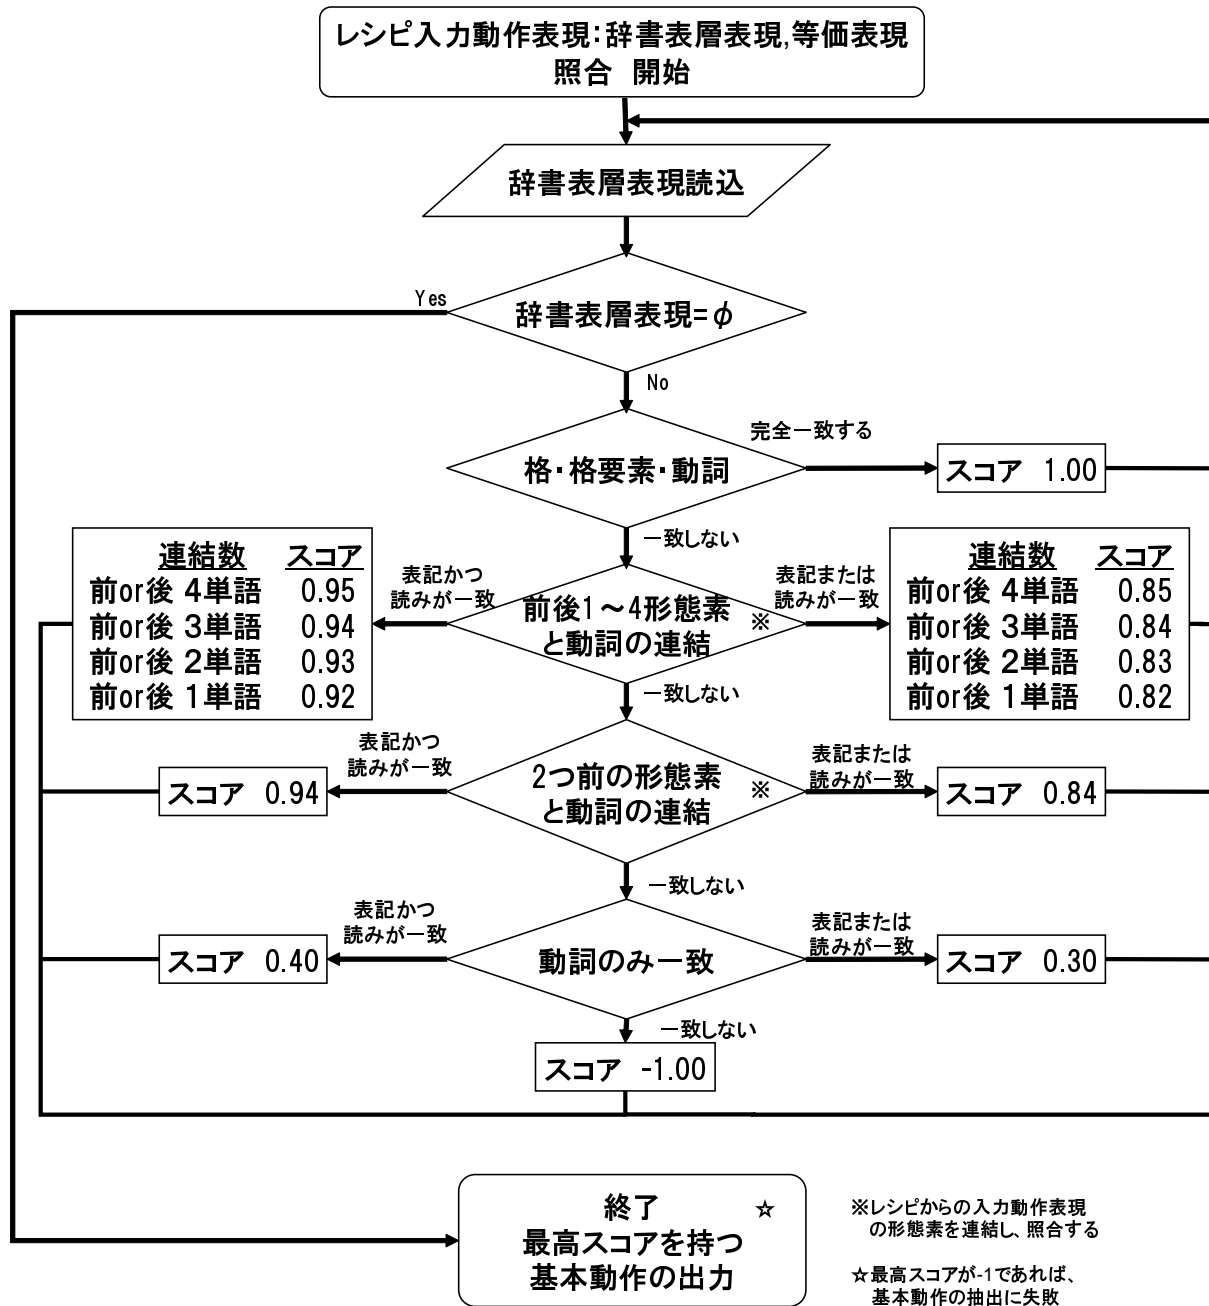 レシピ入力動作表現：辞書表層表現,等価表現
照合　開始
辞書表層表現読込
Yes
辞書表層表現=φ
No
完全一致する
格・格要素・動詞
スコア 1.00
一致しない
連結数 スコア
前or後 4単語 0.95
前or後 3単語 0.94
前or後 2単語 0.93
前or後 1単語 0.92
表記かつ
読みが一致
前後1～4形態素 ※
と動詞の連結
表記または
読みが一致
連結数 スコア
前or後 4単語 0.85
前or後 3単語 0.84
前or後 2単語 0.83
前or後 1単語 0.82
一致しない
表記かつ
読みが一致
スコア 0.94
2つ前の形態素 ※
と動詞の連結
表記または
読みが一致
スコア 0.84
一致しない
表記かつ
読みが一致
スコア 0.40
動詞のみ一致
表記または
読みが一致
スコア 0.30
一致しない
スコア -1.00
終了 ☆
最高スコアを持つ
基本動作の出力
※レシピからの入力動作表現
の形態素を連結し、照合する
☆最高スコアが-1であれば、
基本動作の抽出に失敗